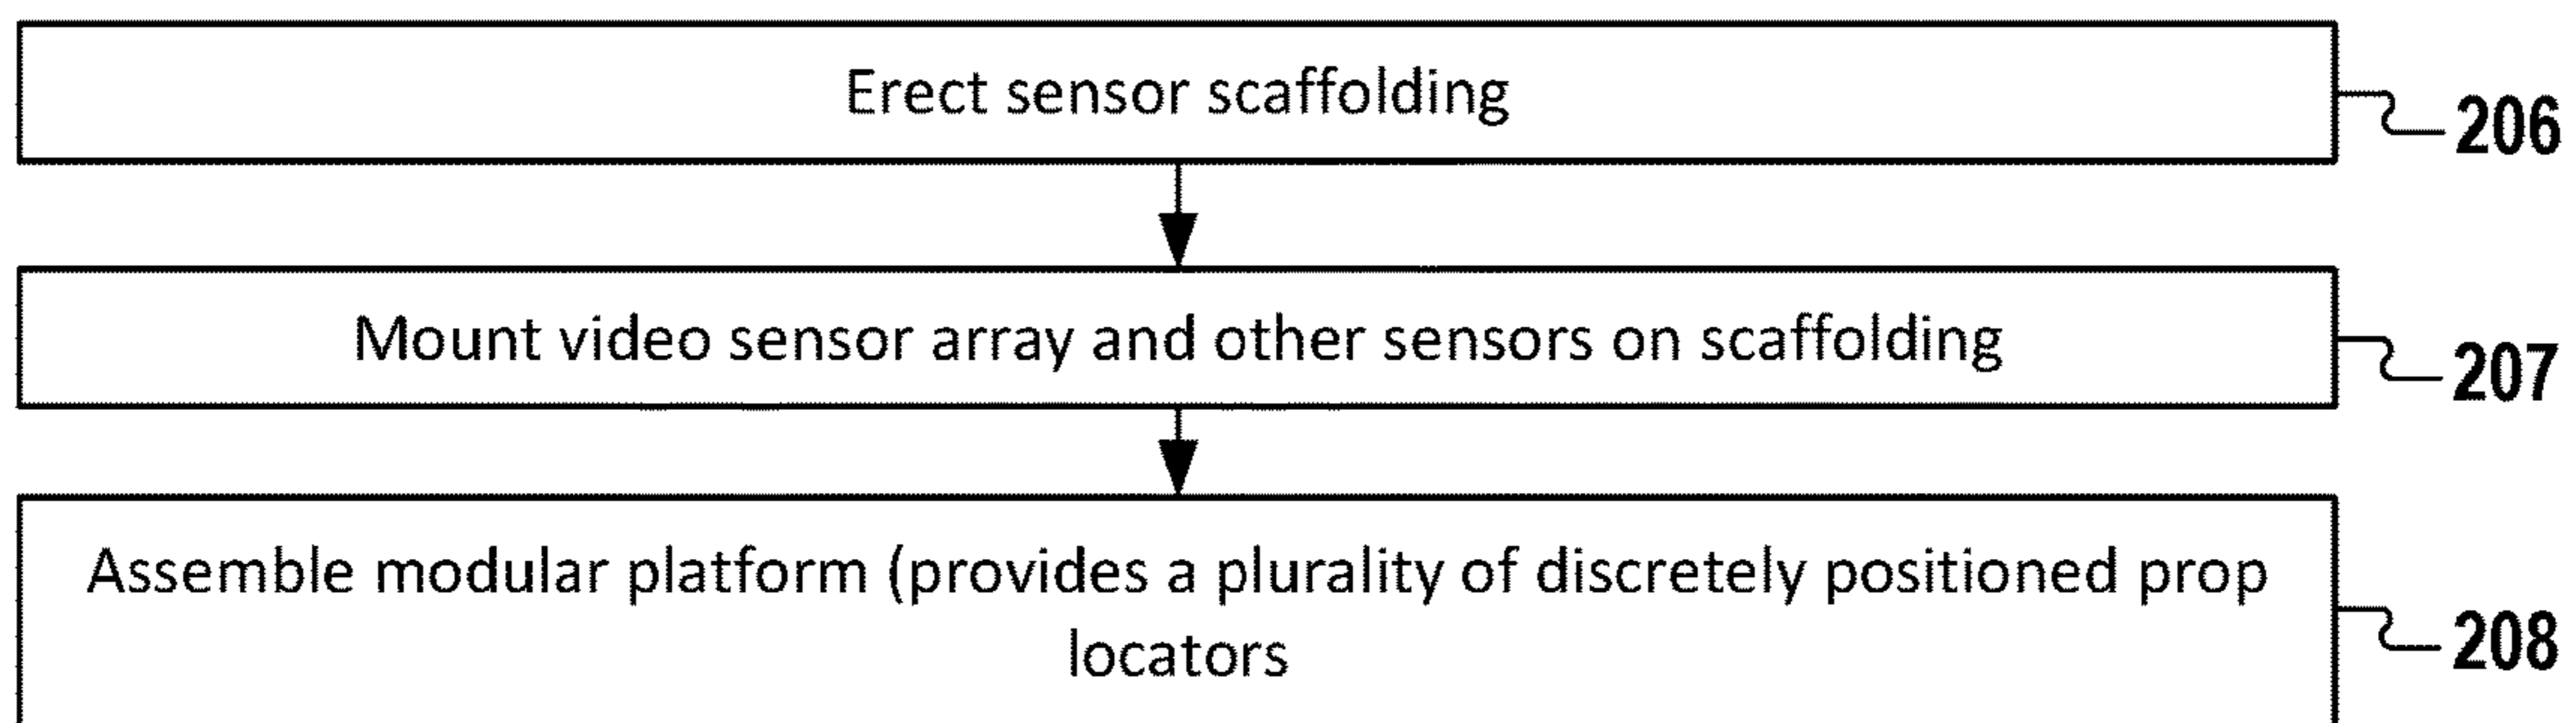 Erect sensor scaffolding
206
Mount video sensor array and other sensors on scaffolding
207
Assemble modular platform (provides a plurality of discretely positioned prop
locators
208